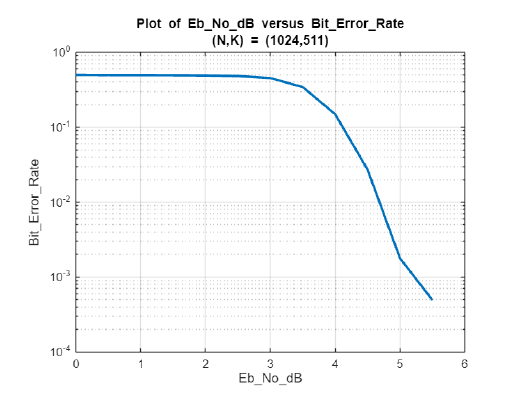 Plot of Eb_No_dB versus Bit_Error_Rate
(N,K) = (1024,511)
10^0
10^-1
10^-2
10^-3
10^-4
Bit_Error_Rate
0 1 2 3 4 5 6
Eb_No_dB